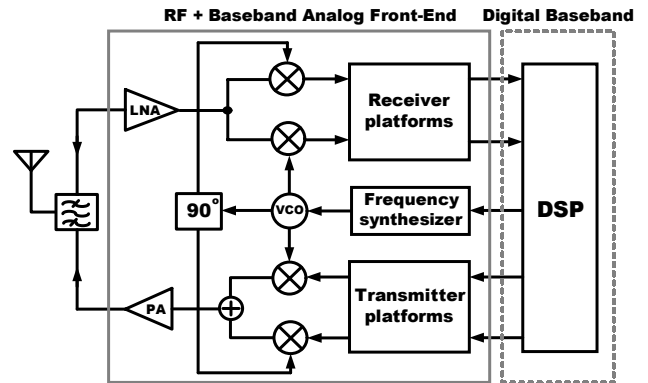 RF + Baseband Analog Front-End
Digital Baseband
LNA
Receiver
platforms
90°
VCO
Frequency
synthesizer
DSP
PA
Transmitter
platforms